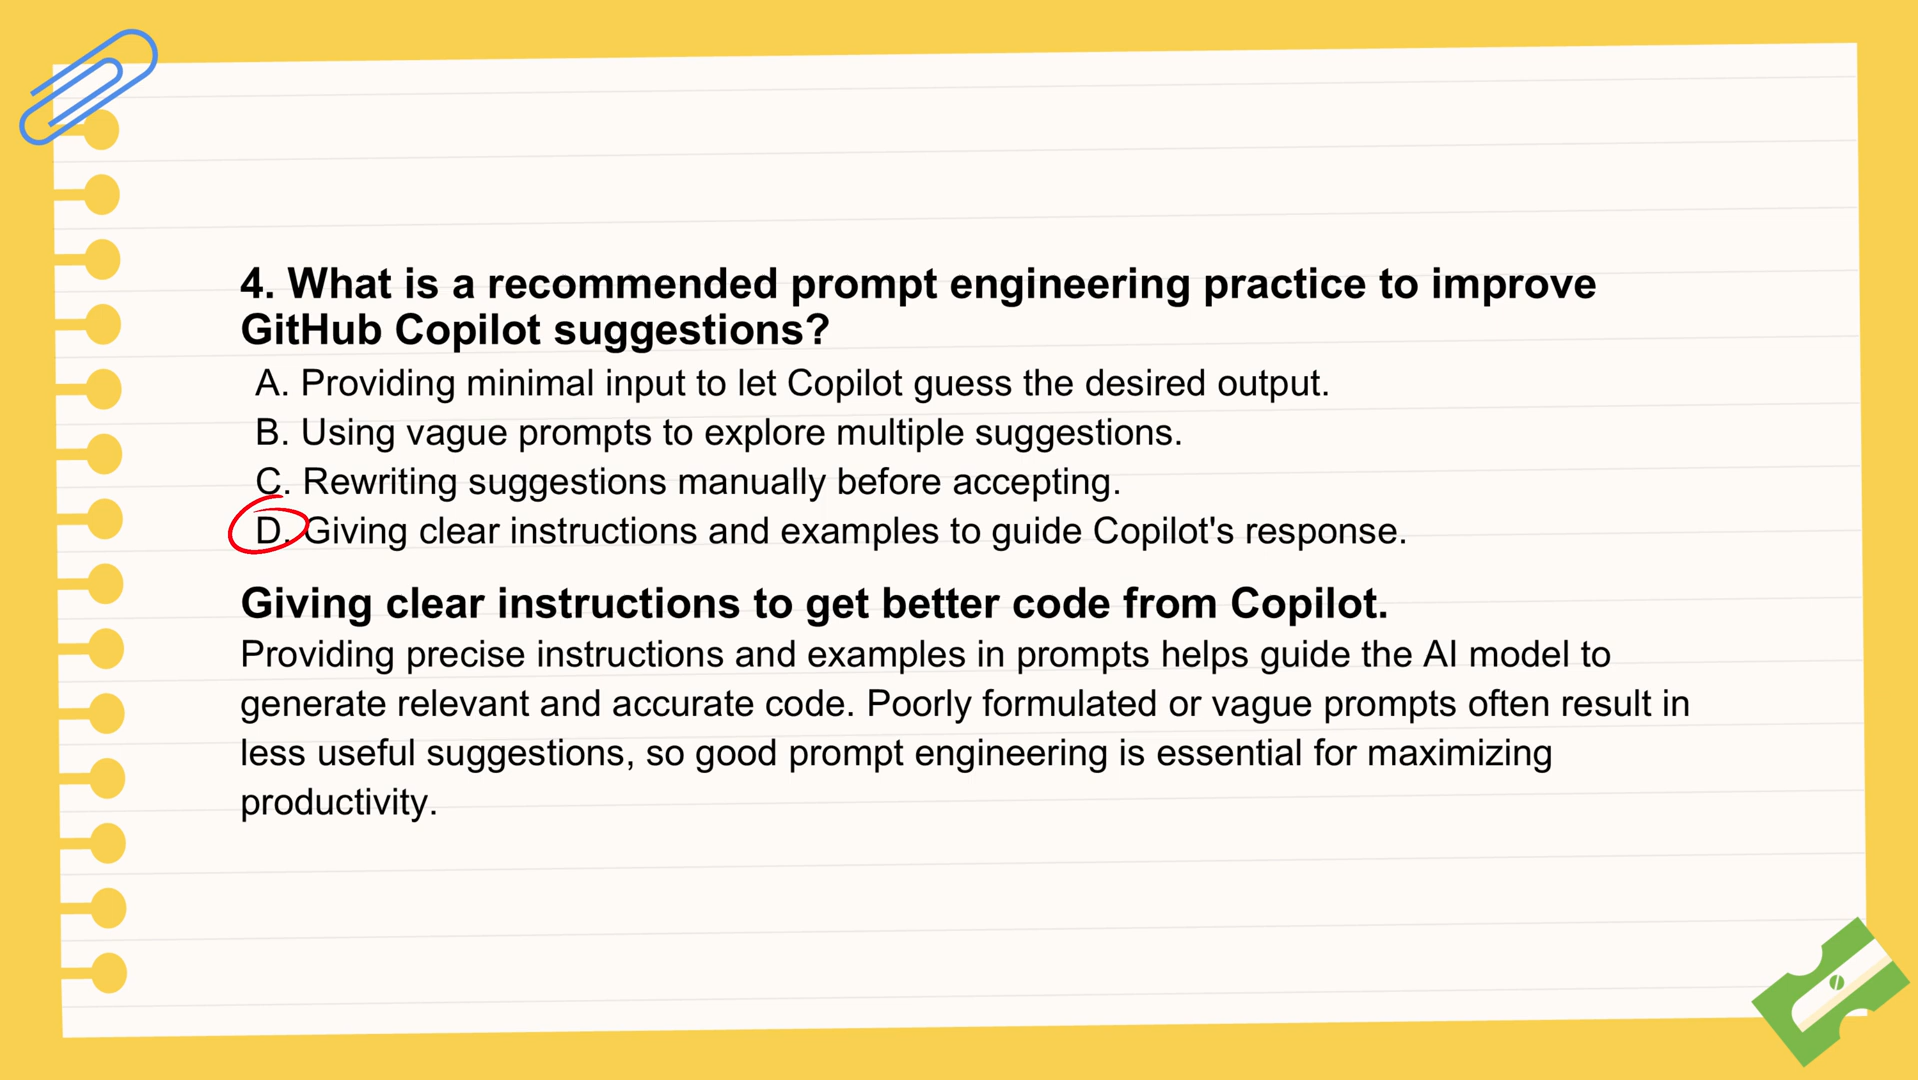 4. What is a recommended prompt engineering practice to improve
GitHub Copilot suggestions?
A. Providing minimal input to let Copilot guess the desired output.
B. Using vague prompts to explore multiple suggestions.
C. Rewriting suggestions manually before accepting.
D. Giving clear instructions and examples to guide Copilot's response.
Giving clear instructions to get better code from Copilot.
Providing precise instructions and examples in prompts helps guide the AI model to
generate relevant and accurate code. Poorly formulated or vague prompts often result in
less useful suggestions, so good prompt engineering is essential for maximizing
productivity.